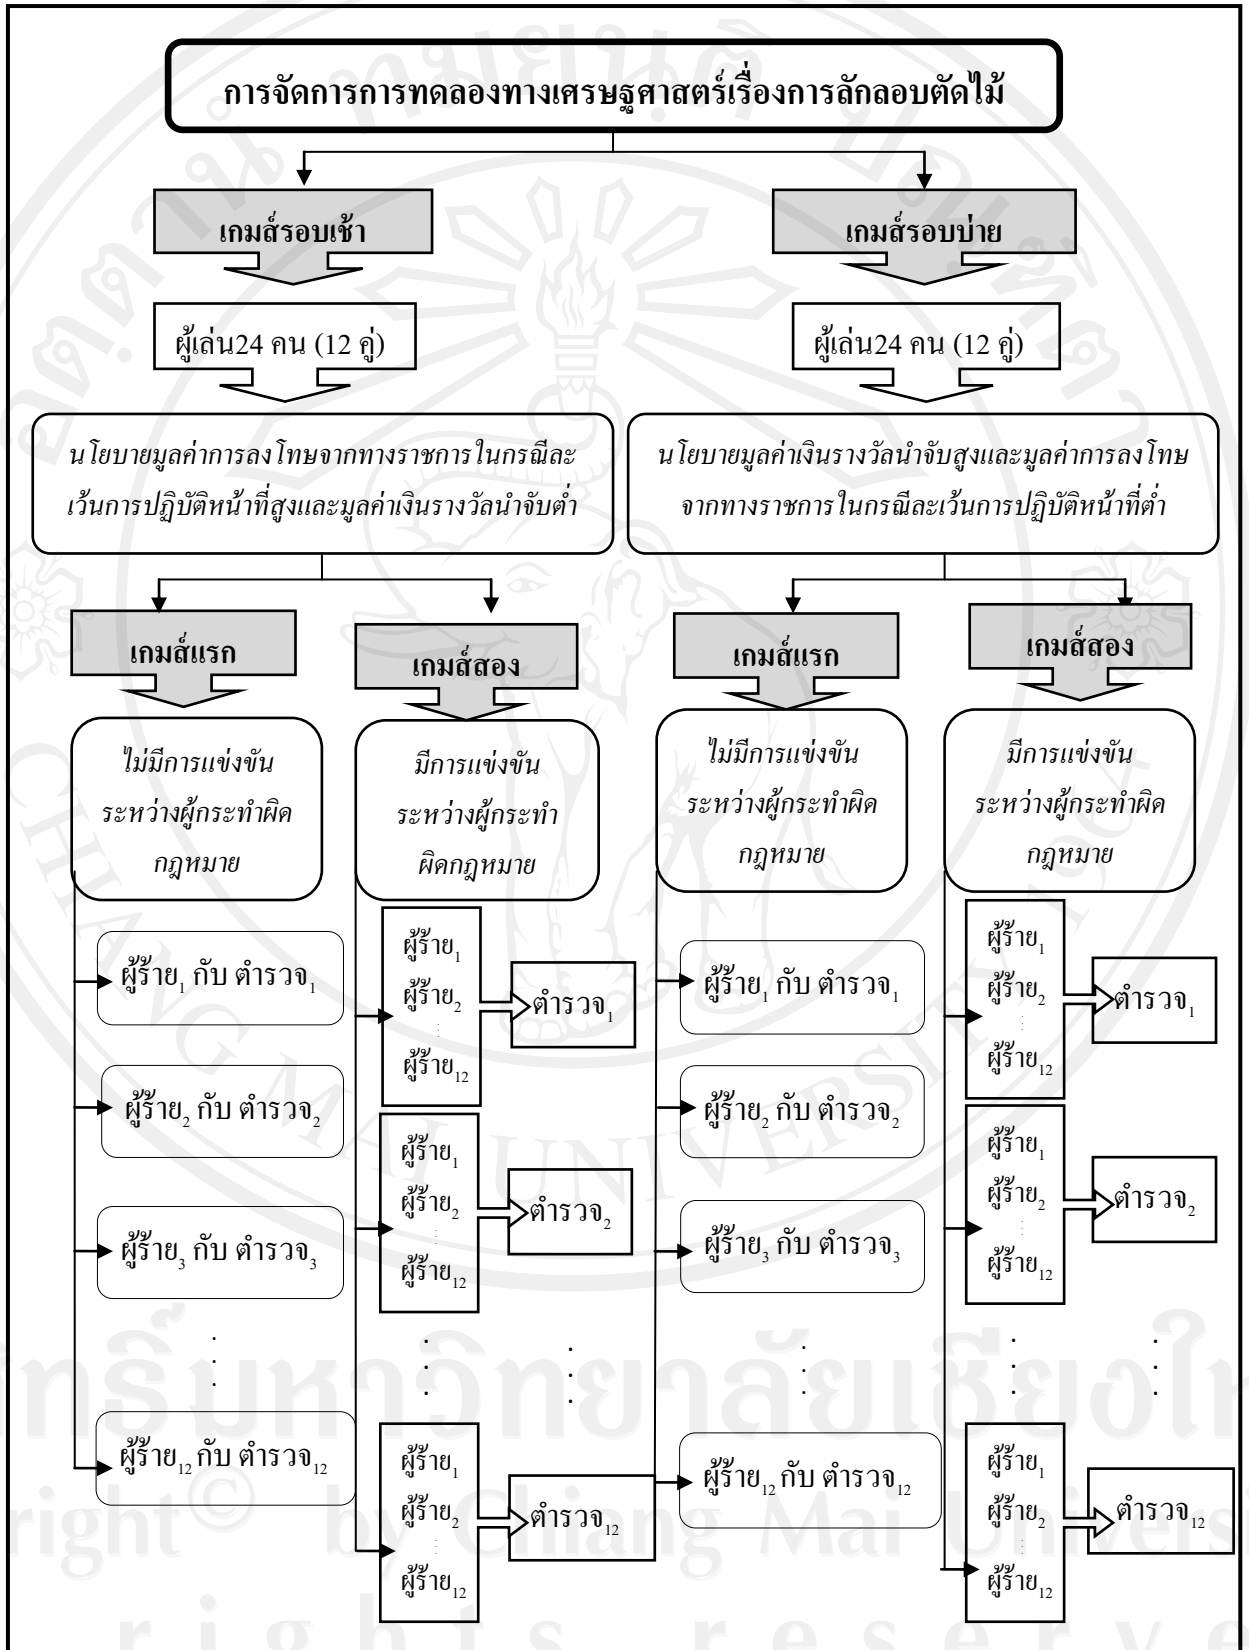 การจัดการการทดลองทางเศรษฐศาสตร์เรื่องการลักลอบตัดไม้
เกมส์รอบเช้า
เกมส์รอบบ่าย
ผู้เล่น24 คน (12 คู่)
ผู้เล่น24 คน (12 คู่)
นโยบายมูลค่าการลงโทษจากทางราชการในกรณีละ
เว้นการปฏิบัติหน้าที่สูงและมูลค่าเงินรางวัลนำจับต่ำ
นโยบายมูลค่าเงินรางวัลนำจับสูงและมูลค่าการลงโทษ
จากทางราชการในกรณีละเว้นการปฏิบัติหน้าที่ต่ำ
เกมส์แรก
เกมส์สอง
เกมส์แรก
เกมส์สอง
ไม่มีการแข่งขัน
ระหว่างผู้กระทำผิด
กฎหมาย
มีการแข่งขัน
ระหว่างผู้กระทำ
ผิดกฎหมาย
ไม่มีการแข่งขัน
ระหว่างผู้กระทำผิด
กฎหมาย
มีการแข่งขัน
ระหว่างผู้กระทำผิด
กฎหมาย
ผู้ร้าย1 กับ ตำรวจ1
ผู้ร้าย2 กับ ตำรวจ2
ผู้ร้าย3 กับ ตำรวจ3
⋮
ผู้ร้าย12 กับ ตำรวจ12
ผู้ร้าย1
ผู้ร้าย2
⋮
ผู้ร้าย12
ตำรวจ1
ผู้ร้าย1
ผู้ร้าย2
⋮
ผู้ร้าย12
ตำรวจ2
⋮
⋮
ผู้ร้าย1
ผู้ร้าย2
⋮
ผู้ร้าย12
ตำรวจ12
ผู้ร้าย1 กับ ตำรวจ1
ผู้ร้าย2 กับ ตำรวจ2
ผู้ร้าย3 กับ ตำรวจ3
⋮
ผู้ร้าย12 กับ ตำรวจ12
ผู้ร้าย1
ผู้ร้าย2
⋮
ผู้ร้าย12
ตำรวจ1
ผู้ร้าย1
ผู้ร้าย2
⋮
ผู้ร้าย12
ตำรวจ2
⋮
⋮
ผู้ร้าย1
ผู้ร้าย2
⋮
ผู้ร้าย12
ตำรวจ12
CHIANG MAI UNIVERSITY 1964
ทธิ์มหาวิทยาลัยเชียงให
right © by Chiang Mai Universi
rights reserve